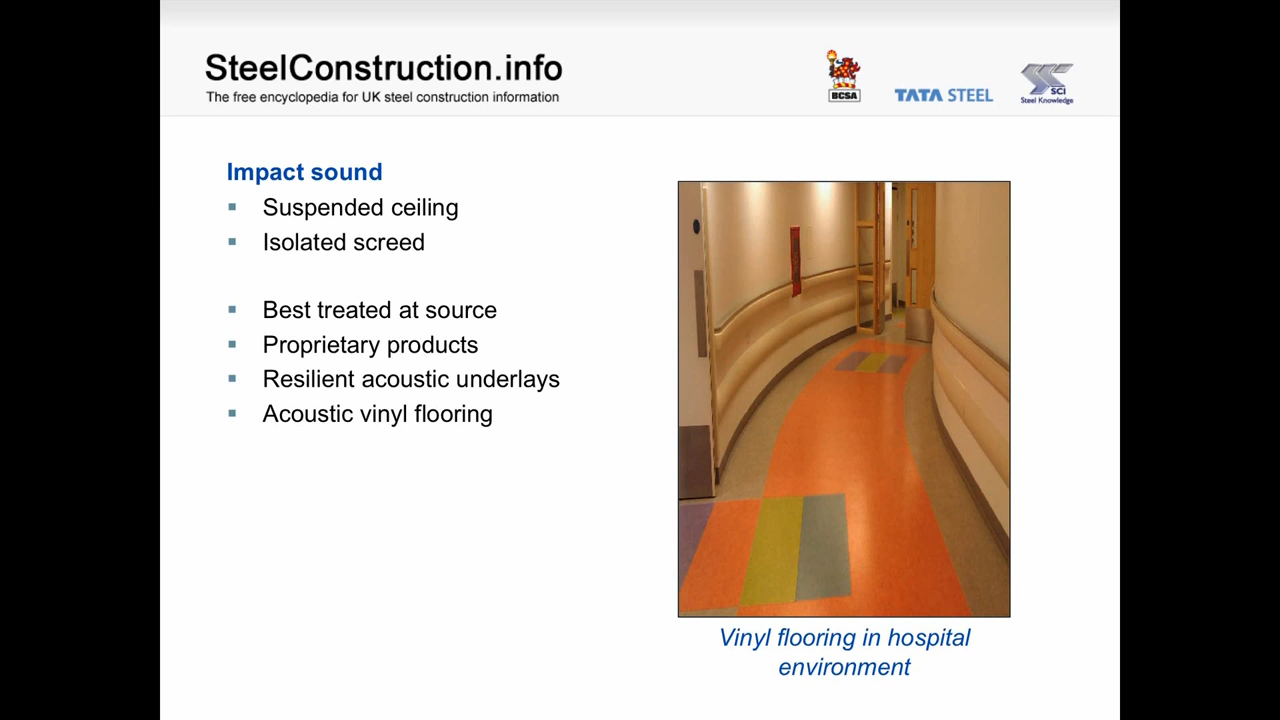 SteelConstruction.info
The free encyclopedia for UK steel construction information
BCSA
TATA STEEL
SCI
Steel Knowledge
Impact sound
Suspended ceiling
Isolated screed
Best treated at source
Proprietary products
Resilient acoustic underlays
Acoustic vinyl flooring
Vinyl flooring in hospital
environment